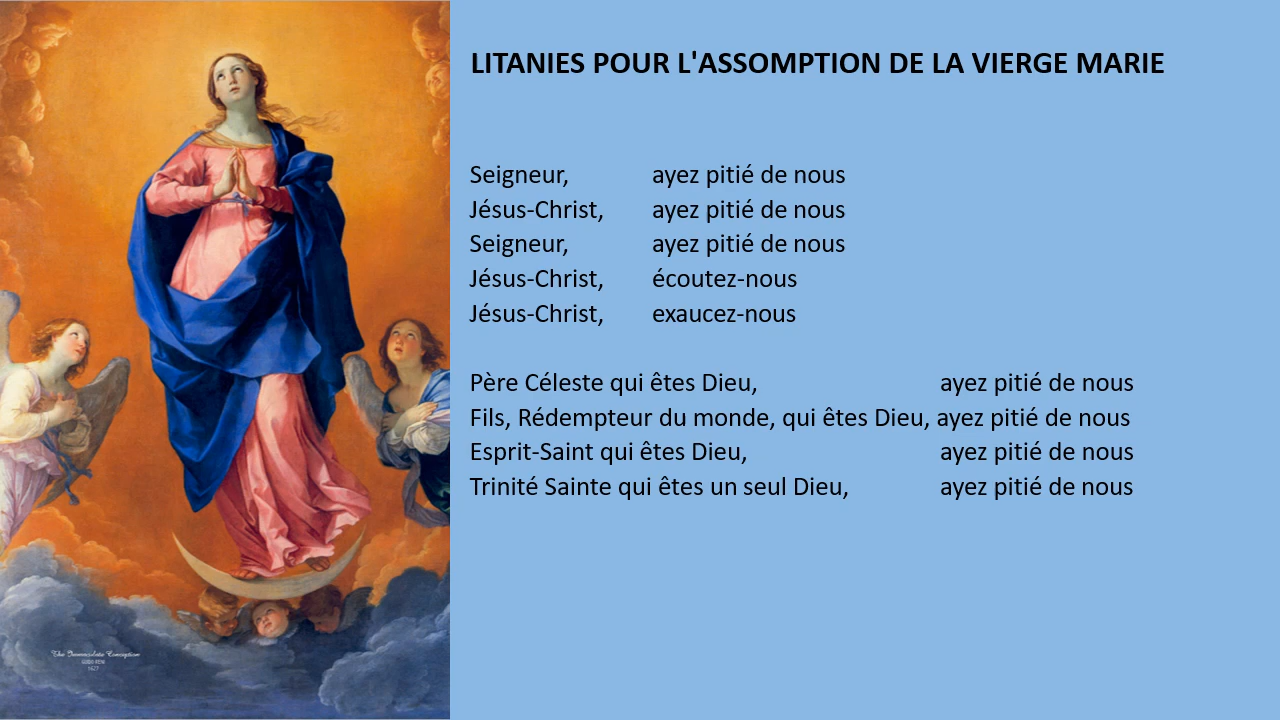 LITANIES POUR L'ASSOMPTION DE LA VIERGE MARIE
Seigneur, ayez pitié de nous
Jésus-Christ, ayez pitié de nous
Seigneur, ayez pitié de nous
Jésus-Christ, écoutez-nous
Jésus-Christ, exaucez-nous
Père Céleste qui êtes Dieu, ayez pitié de nous
Fils, Rédempteur du monde, qui êtes Dieu, ayez pitié de nous
Esprit-Saint qui êtes Dieu, ayez pitié de nous
Trinité Sainte qui êtes un seul Dieu, ayez pitié de nous
The Immaculate Conception
GUIDO RENI
1627